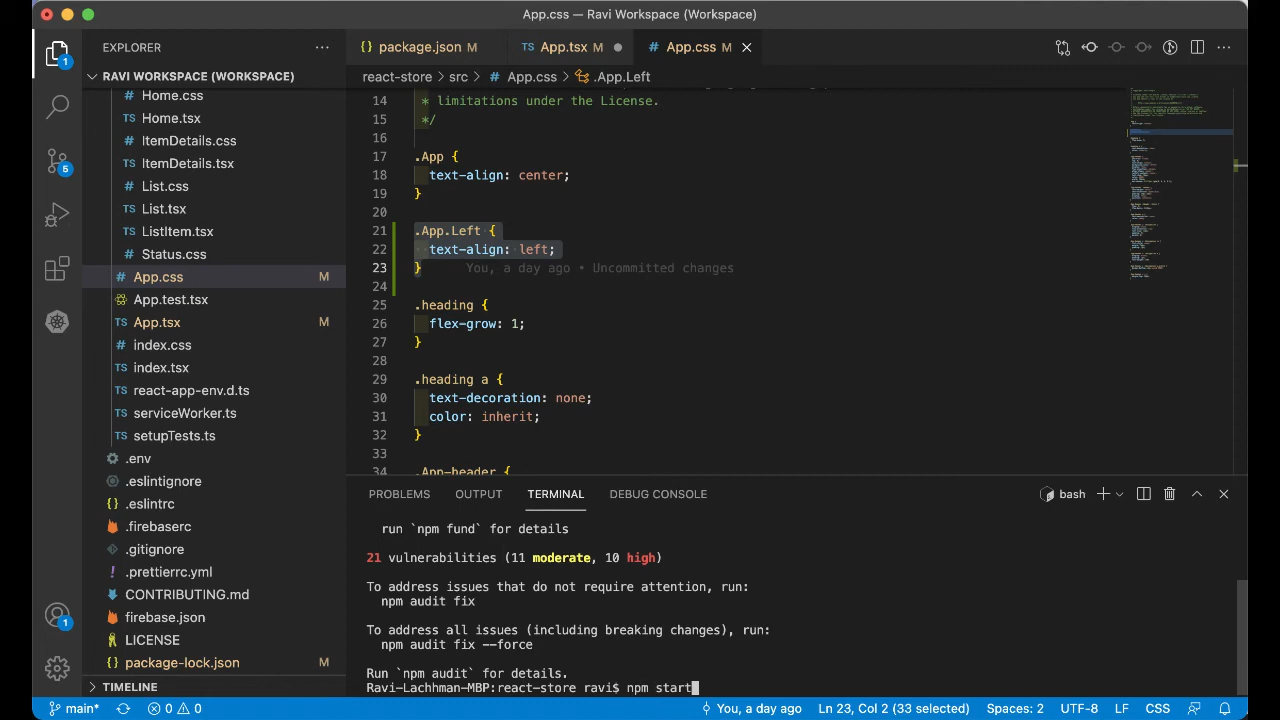 App.css — Ravi Workspace (Workspace)
EXPLORER
RAVI WORKSPACE (WORKSPACE)
Home.css
TS Home.tsx
# ItemDetails.css
TS ItemDetails.tsx
# List.css
TS List.tsx
TS ListItem.tsx
# Status.css
# App.css M
App.test.tsx
TS App.tsx M
# index.css
TS index.tsx
TS react-app-env.d.ts
TS serviceWorker.ts
TS setupTests.ts
.env
.eslintignore
{} .eslintrc
.firebaserc
.gitignore
! .prettierrc.yml
CONTRIBUTING.md
firebase.json
LICENSE
{} package-lock.json M
TIMELINE
1
5
1
{} package.json M
TS App.tsx M
# App.css M
react-store > src > # App.css > .App.Left
14 * limitations under the License.
15 */
16
17 .App {
18 text-align: center;
19 }
20
21 .App.Left {
22 text-align: left;
23 } You, a day ago • Uncommitted changes
24
25 .heading {
26 flex-grow: 1;
27 }
28
29 .heading a {
30 text-decoration: none;
31 color: inherit;
32 }
33
34 .App-header {
PROBLEMS OUTPUT TERMINAL DEBUG CONSOLE
bash
run `npm fund` for details
21 vulnerabilities (11 moderate, 10 high)
To address issues that do not require attention, run:
npm audit fix
To address all issues (including breaking changes), run:
npm audit fix --force
Run `npm audit` for details.
Ravi-Lachhman-MBP:react-store ravi$ npm start
main* 0 0 You, a day ago Ln 23, Col 2 (33 selected) Spaces: 2 UTF-8 LF CSS